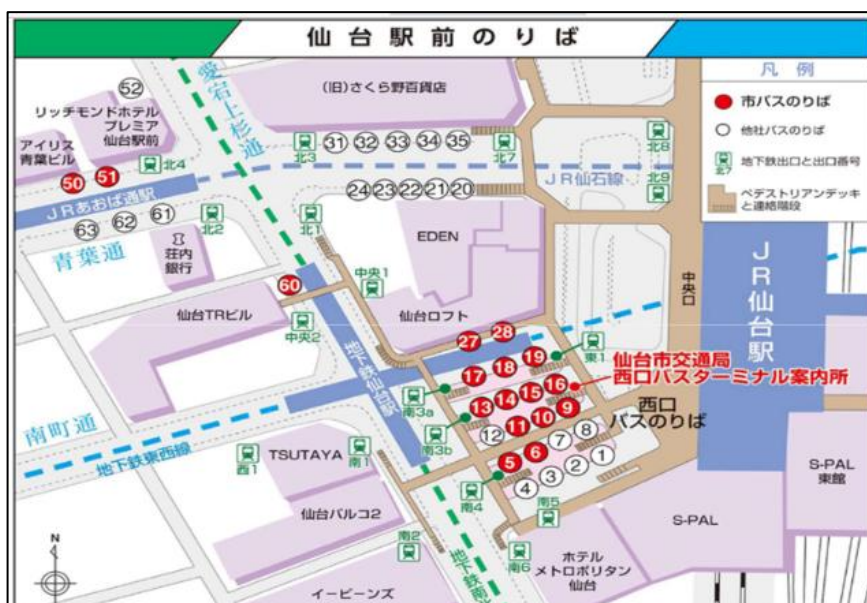 仙台駅前のりば
凡例
市バスのりば
他社バスのりば
北7
地下鉄出口と出口番号
ペデストリアンデッキ
と連絡階段
52
リッチモンドホテル
プレミア
仙台駅前
アイリス
青葉ビル
50
51
北4
愛宕上杉通
(旧)さくら野百貨店
北3
31
32
33
34
35
北7
北8
JR仙石線
北9
JRあおば通駅
63
62
61
北2
青葉通
24
23
22
21
20
北1
EDEN
荘内
銀行
60
中央1
仙台TRビル
中央2
仙台ロフト
中央口
JR仙台駅
27
28
17
18
19
東1
仙台市交通局
西口バスターミナル案内所
南3a
13
14
15
16
西口
バスのりば
南3b
12
11
10
9
地下鉄仙台駅
南町通
地下鉄東西線
西1
TSUTAYA
南1
5
6
7
8
4
3
2
1
南4
南5
仙台パルコ2
南2
南6
地下鉄南北
ホテル
メトロポリタン
仙台
S-PAL
S-PAL
東館
イービーンズ
N